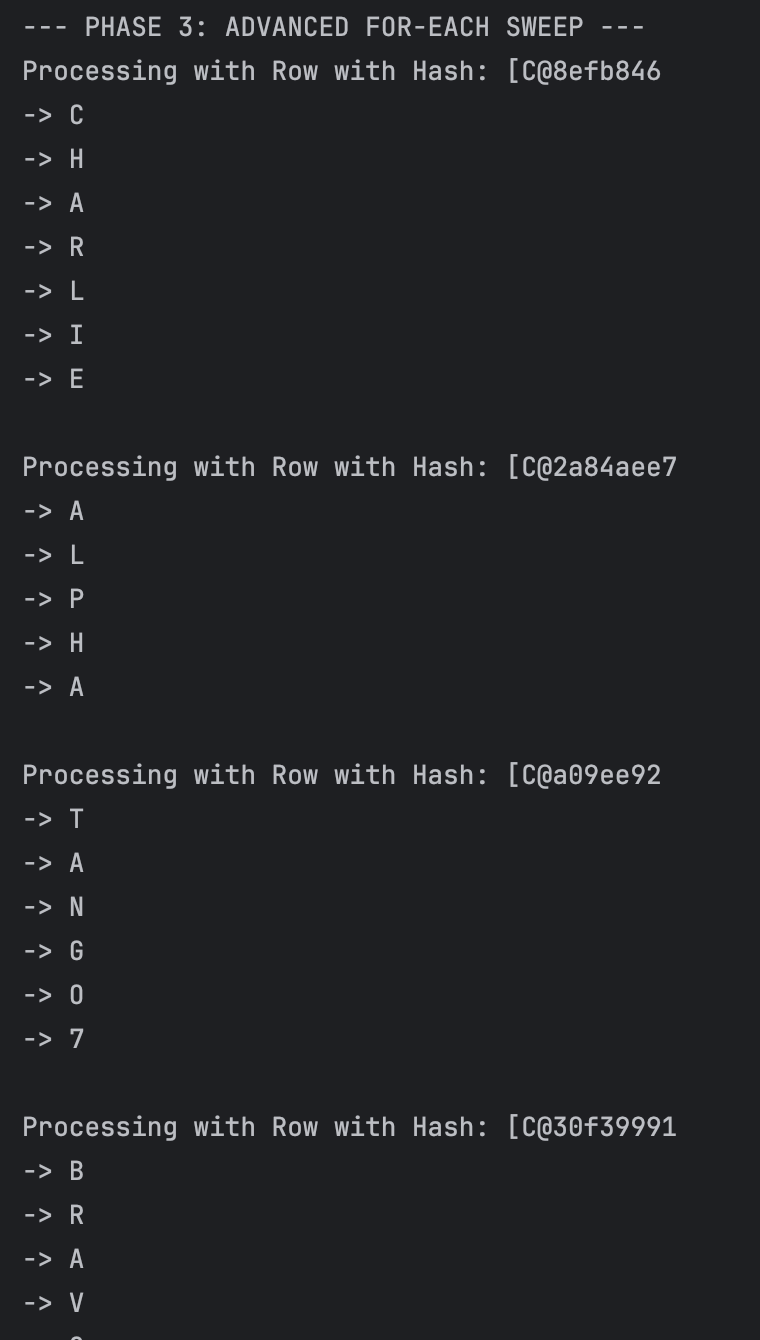 --- PHASE 3: ADVANCED FOR-EACH SWEEP ---
Processing with Row with Hash: [C@8efb846
-> C
-> H
-> A
-> R
-> L
-> I
-> E
Processing with Row with Hash: [C@2a84aee7
-> A
-> L
-> P
-> H
-> A
Processing with Row with Hash: [C@a09ee92
-> T
-> A
-> N
-> G
-> O
-> 7
Processing with Row with Hash: [C@30f39991
-> B
-> R
-> A
-> V